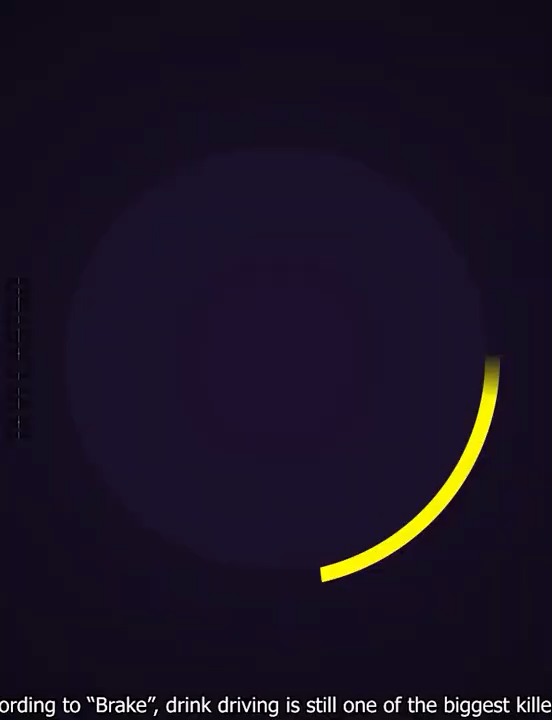 ording to “Brake”, drink driving is still one of the biggest kille